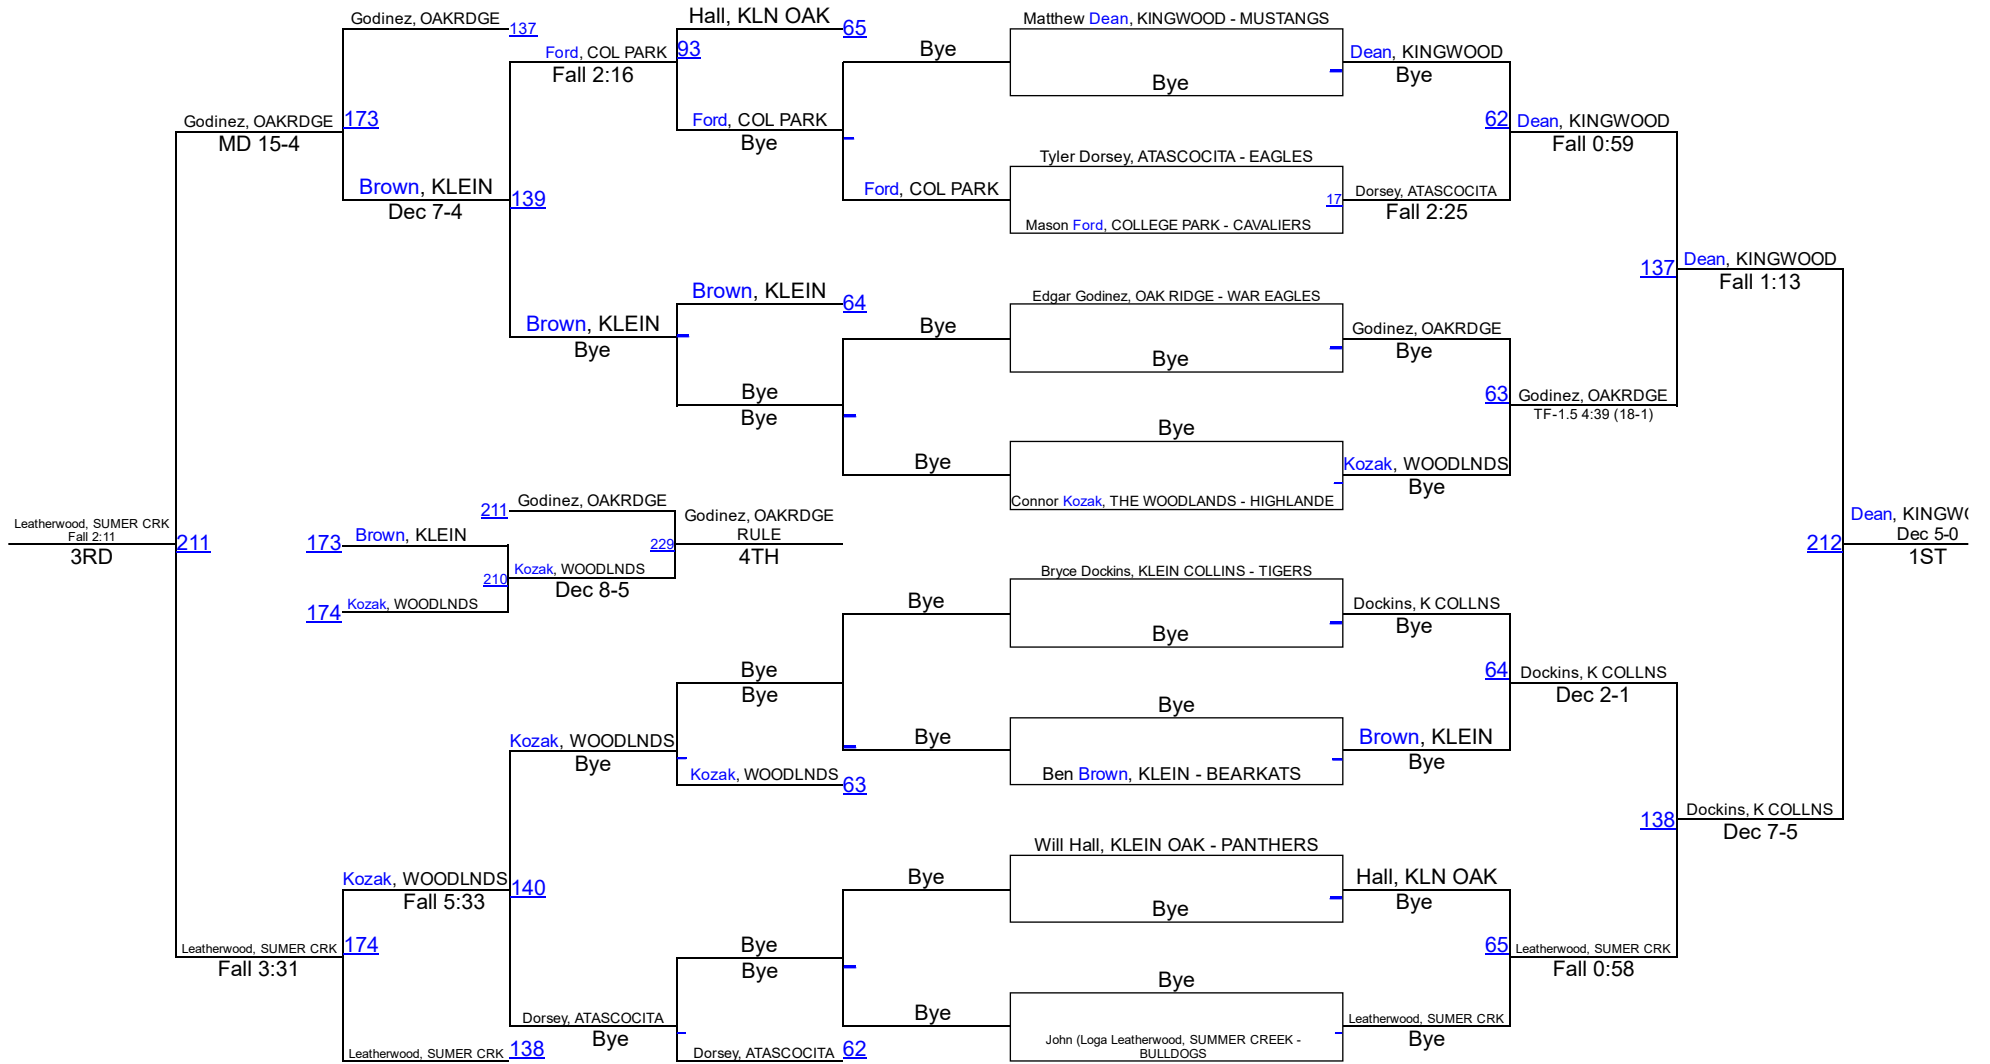 Godinez, OAKRDGE
137
Ford, COL PARK
Fall 2:16
Hall, KLN OAK
65
93
Ford, COL PARK
Bye
Godinez, OAKRDGE
MD 15-4
173
Brown, KLEIN
Dec 7-4
139
Brown, KLEIN
Bye
Brown, KLEIN
64
Bye
Bye
Bye
Ford, COL PARK
Bye
Bye
Matthew Dean, KINGWOOD - MUSTANGS
Bye
Tyler Dorsey, ATASCOCITA - EAGLES
17
Mason Ford, COLLEGE PARK - CAVALIERS
Edgar Godinez, OAK RIDGE - WAR EAGLES
Bye
Bye
Connor Kozak, THE WOODLANDS - HIGHLANDE
Dean, KINGWOOD
Bye
62
Dorsey, ATASCOCITA
Fall 2:25
Dean, KINGWOOD
Fall 0:59
137
Dean, KINGWOOD
Fall 1:13
Godinez, OAKRDGE
Bye
63
Godinez, OAKRDGE
TF-1.5 4:39 (18-1)
Kozak, WOODLNDS
Bye
Leatherwood, SUMER CRK
Fall 2:11
3RD
211
173
Brown, KLEIN
174
Kozak, WOODLNDS
211
Godinez, OAKRDGE
210
Kozak, WOODLNDS
Dec 8-5
229
Godinez, OAKRDGE
RULE
4TH
212
Dean, KINGW
Dec 5-0
1ST
Bryce Dockins, KLEIN COLLINS - TIGERS
Bye
Bye
Bye
Bye
Bye
Bye
Ben Brown, KLEIN - BEARKATS
Dockins, K COLLNS
Bye
64
Dockins, K COLLNS
Dec 2-1
Brown, KLEIN
Bye
138
Dockins, K COLLNS
Dec 7-5
Kozak, WOODLNDS
Bye
Kozak, WOODLNDS
63
Kozak, WOODLNDS
Fall 5:33
140
174
Leatherwood, SUMER CRK
Fall 3:31
Leatherwood, SUMER CRK
138
Dorsey, ATASCOCITA
Bye
Bye
Bye
Dorsey, ATASCOCITA
62
Bye
Bye
Will Hall, KLEIN OAK - PANTHERS
Bye
Bye
John (Loga Leatherwood, SUMMER CREEK -
BULLDOGS
Hall, KLN OAK
Bye
65
Leatherwood, SUMER CRK
Fall 0:58
Leatherwood, SUMER CRK
Bye